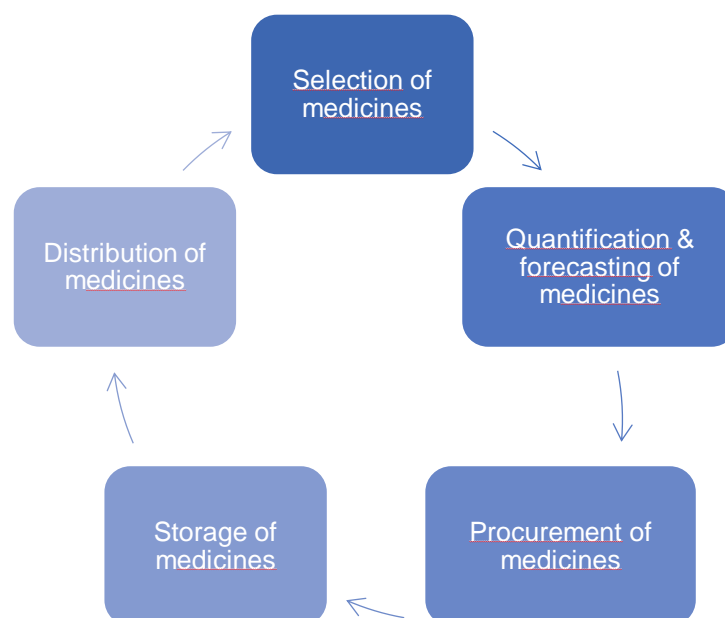 Selection of
medicines
Quantification &
forecasting of
medicines
Procurement of
medicines
Storage of
medicines
Distribution of
medicines